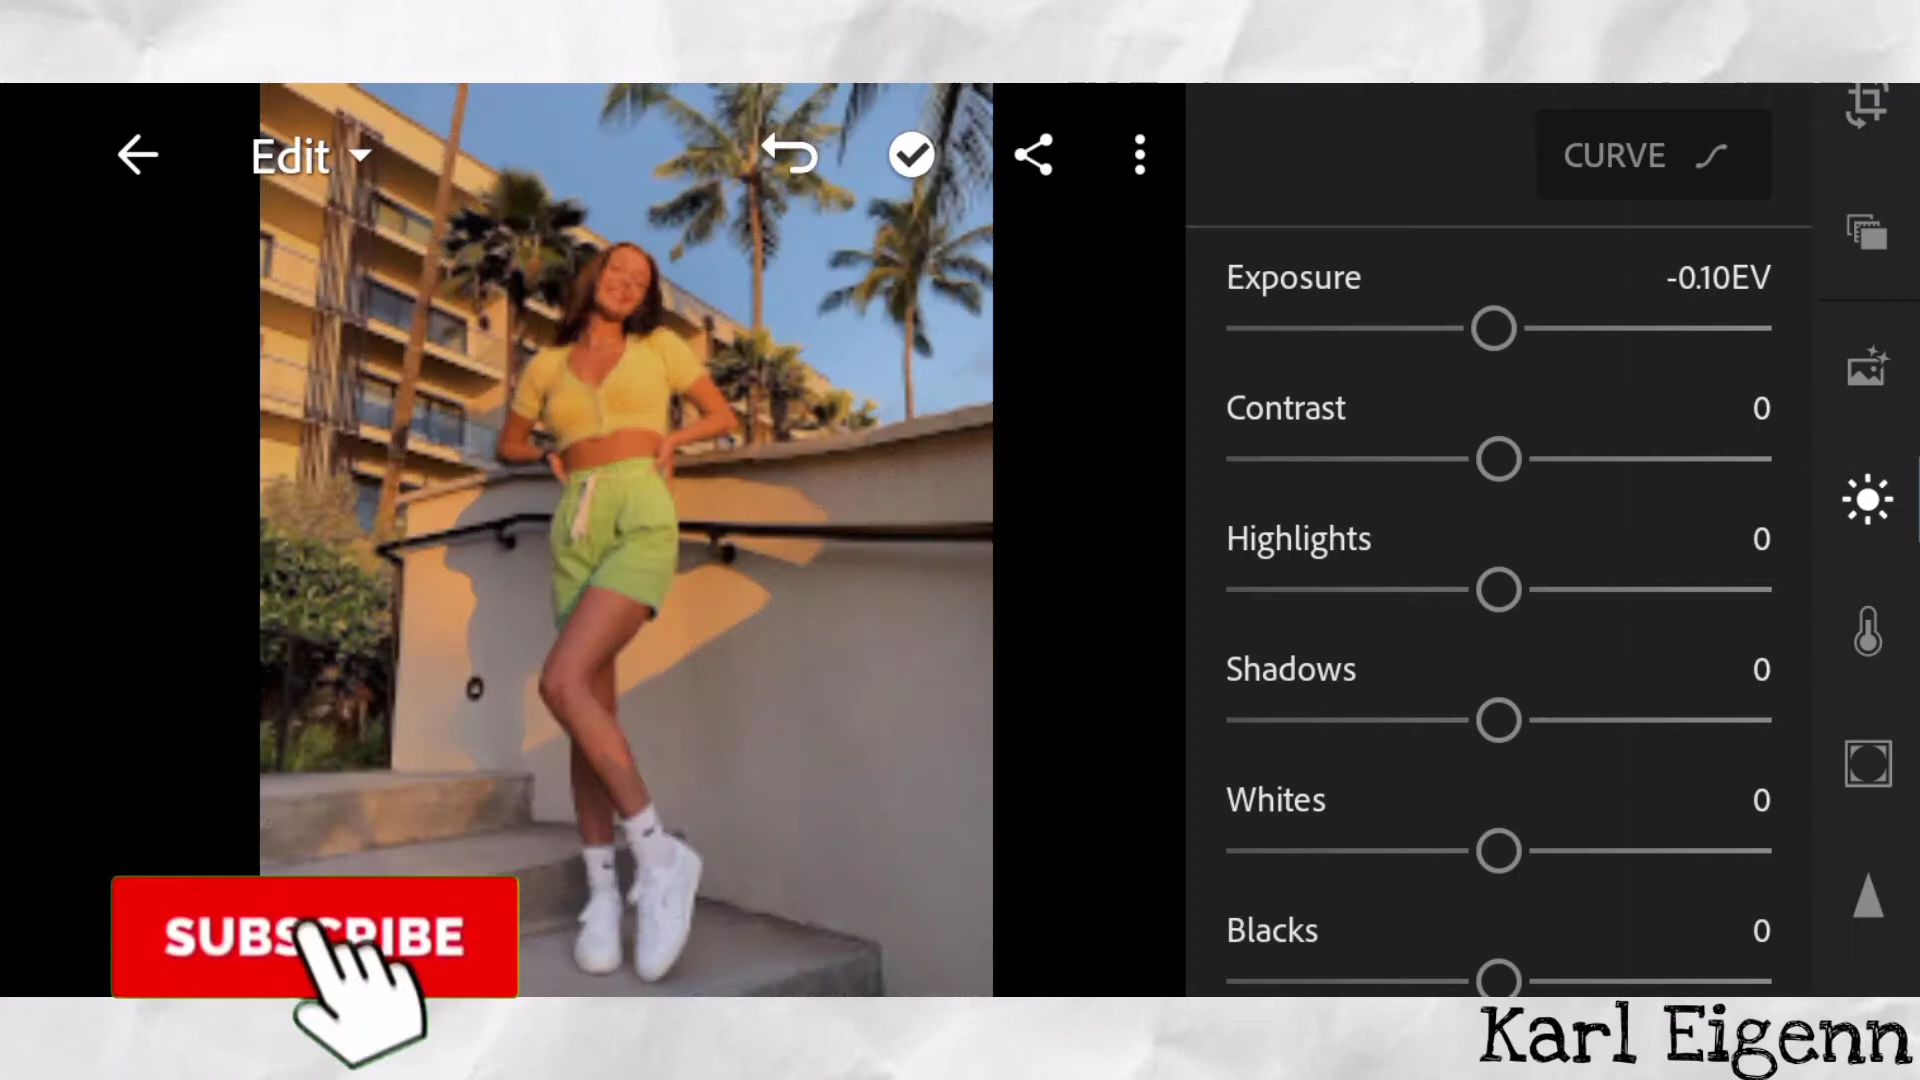 Edit
CURVE
Exposure -0.10EV
Contrast 0
Highlights 0
Shadows 0
Whites 0
Blacks 0
SUBSCRIBE
Karl Eigenn